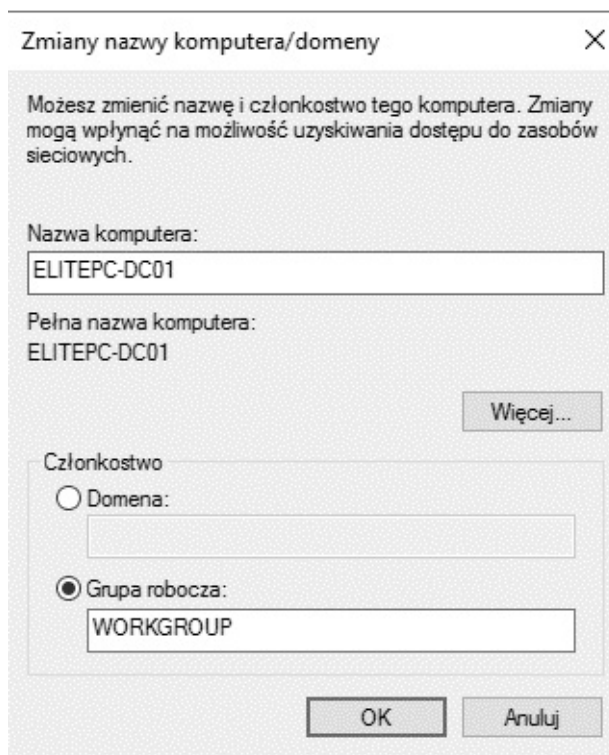 Zmiany nazwy komputera/domeny
Możesz zmienić nazwę i członkostwo tego komputera. Zmiany
mogą wpłynąć na możliwość uzyskiwania dostępu do zasobów
sieciowych.
Nazwa komputera:
ELITEPC-DC01
Pełna nazwa komputera:
ELITEPC-DC01
Więcej...
Członkostwo
Domena:
Grupa robocza:
WORKGROUP
OK Anuluj